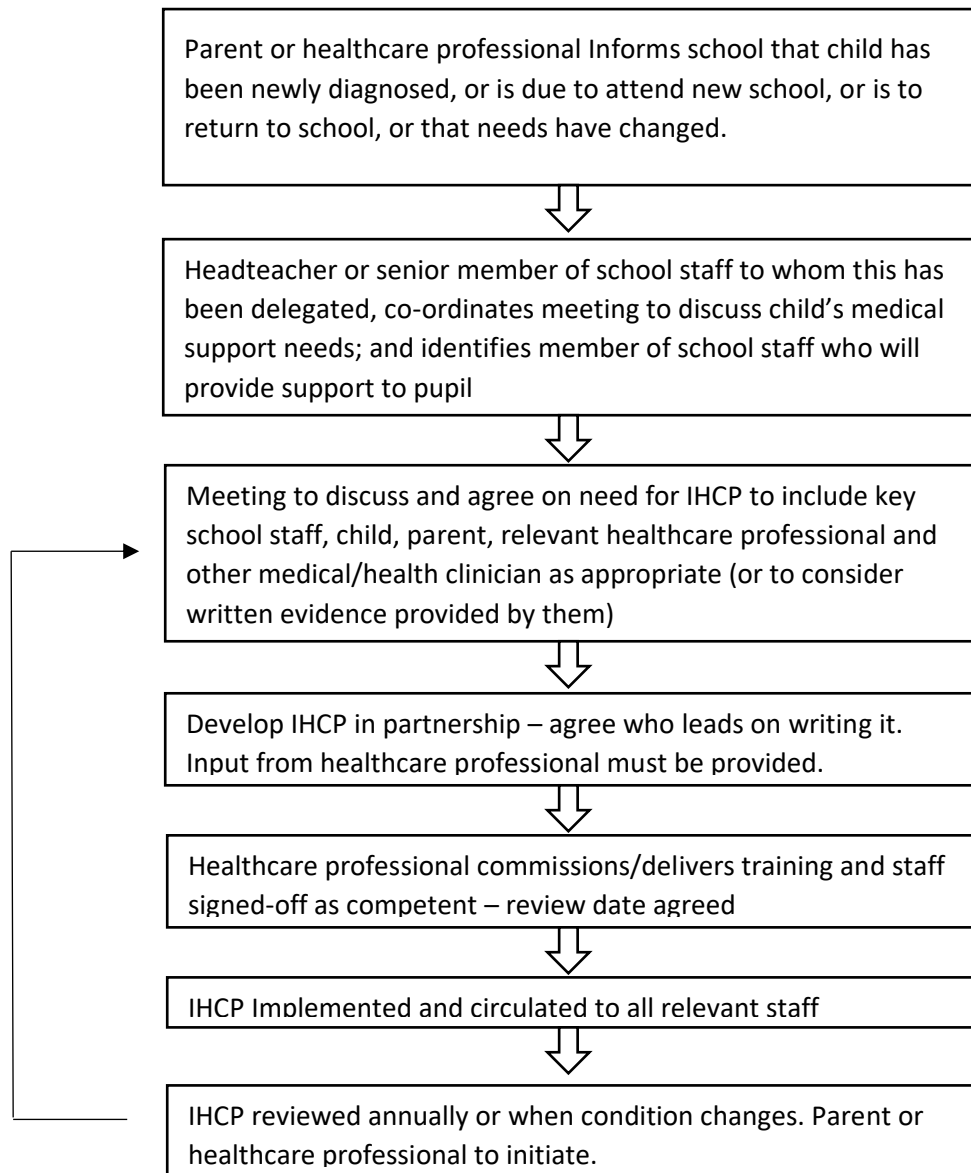 Parent or healthcare professional Informs school that child has
been newly diagnosed, or is due to attend new school, or is to
return to school, or that needs have changed.
Headteacher or senior member of school staff to whom this has
been delegated, co-ordinates meeting to discuss child’s medical
support needs; and identifies member of school staff who will
provide support to pupil
Meeting to discuss and agree on need for IHCP to include key
school staff, child, parent, relevant healthcare professional and
other medical/health clinician as appropriate (or to consider
written evidence provided by them)
Develop IHCP in partnership – agree who leads on writing it.
Input from healthcare professional must be provided.
Healthcare professional commissions/delivers training and staff
signed-off as competent – review date agreed
IHCP Implemented and circulated to all relevant staff
IHCP reviewed annually or when condition changes. Parent or
healthcare professional to initiate.